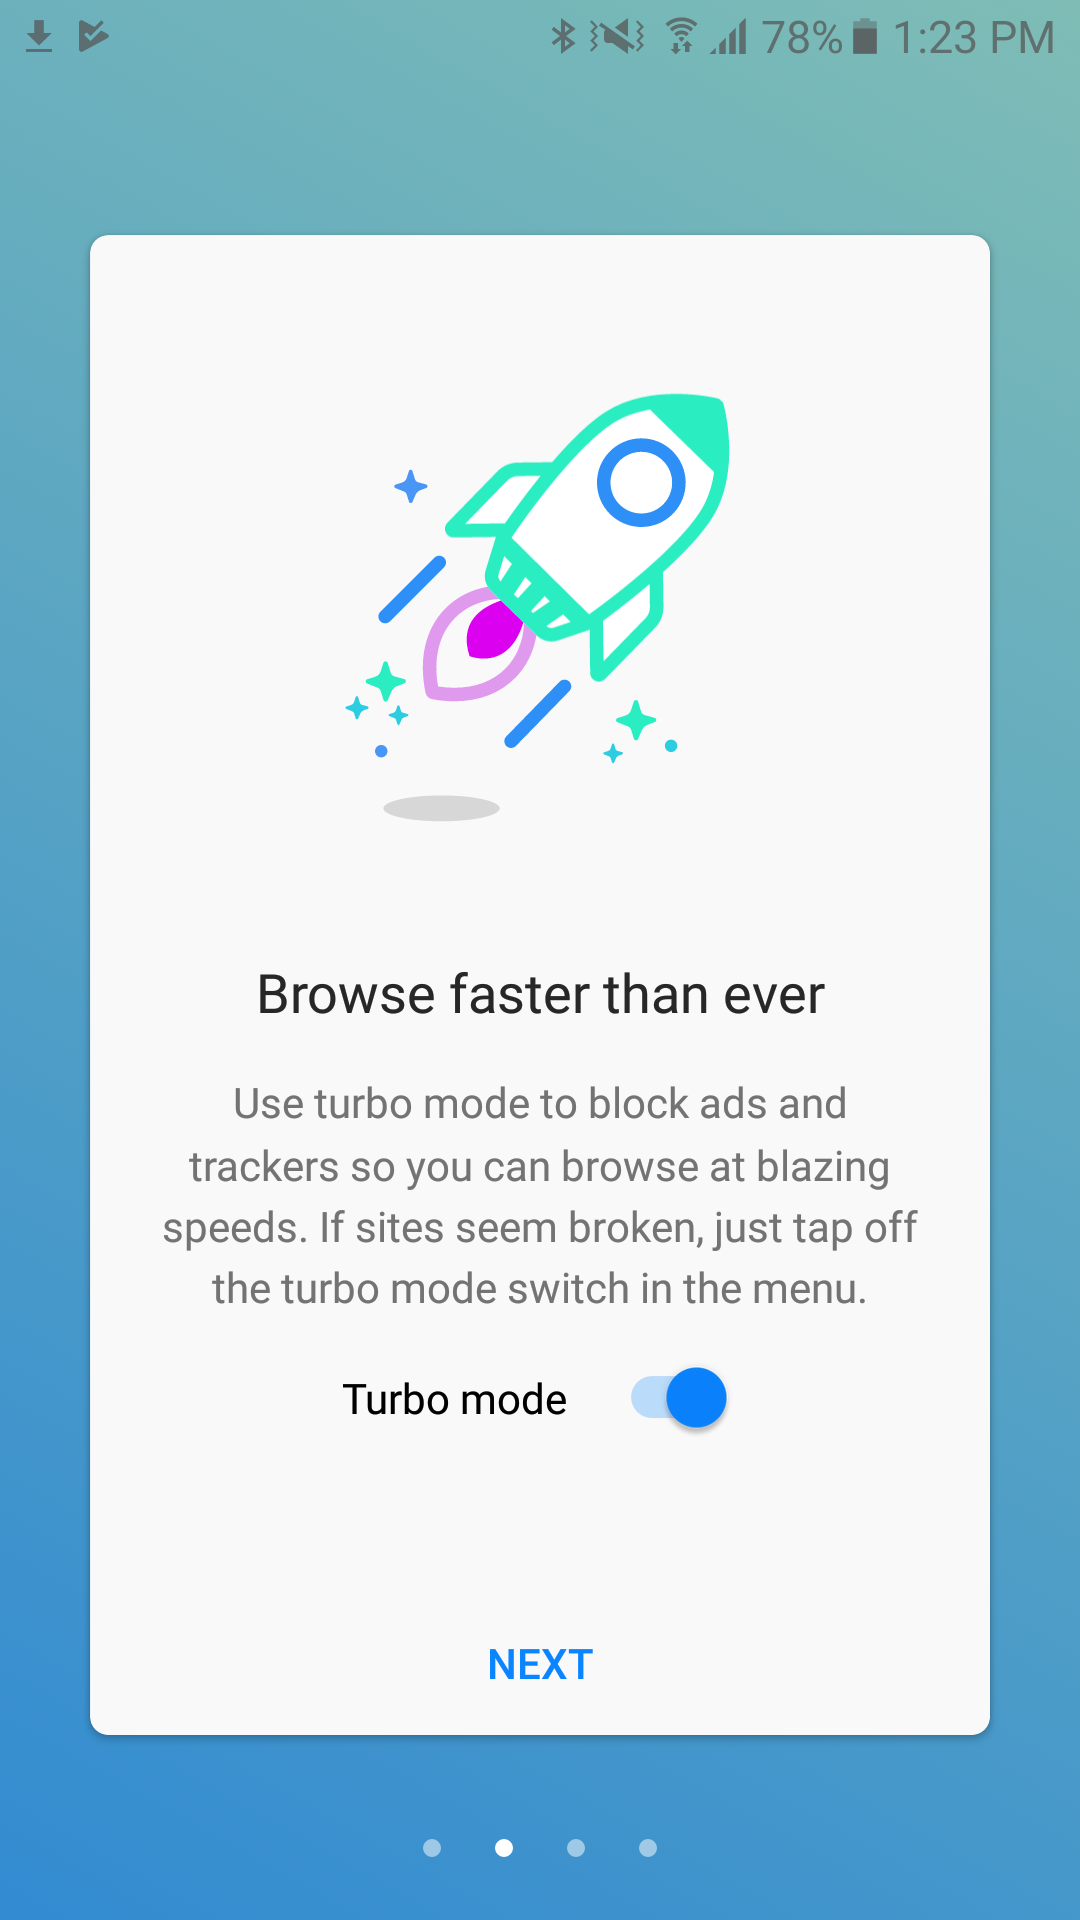 78% 1:23 PM
Browse faster than ever
Use turbo mode to block ads and
trackers so you can browse at blazing
speeds. If sites seem broken, just tap off
the turbo mode switch in the menu.
Turbo mode
NEXT